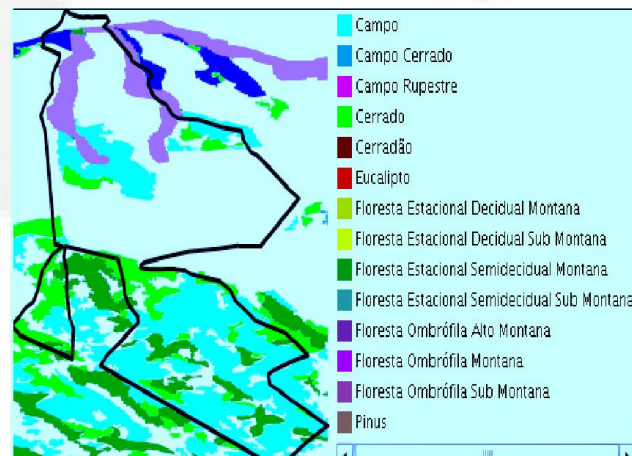 Campo
Campo Cerrado
Campo Rupestre
Cerrado
Cerradão
Eucalipto
Floresta Estacional Decidual Montana
Floresta Estacional Decidual Sub Montana
Floresta Estacional Semidecidual Montana
Floresta Estacional Semidecidual Sub Montana
Floresta Ombrófila Alto Montana
Floresta Ombrófila Montana
Floresta Ombrófila Sub Montana
Pinus